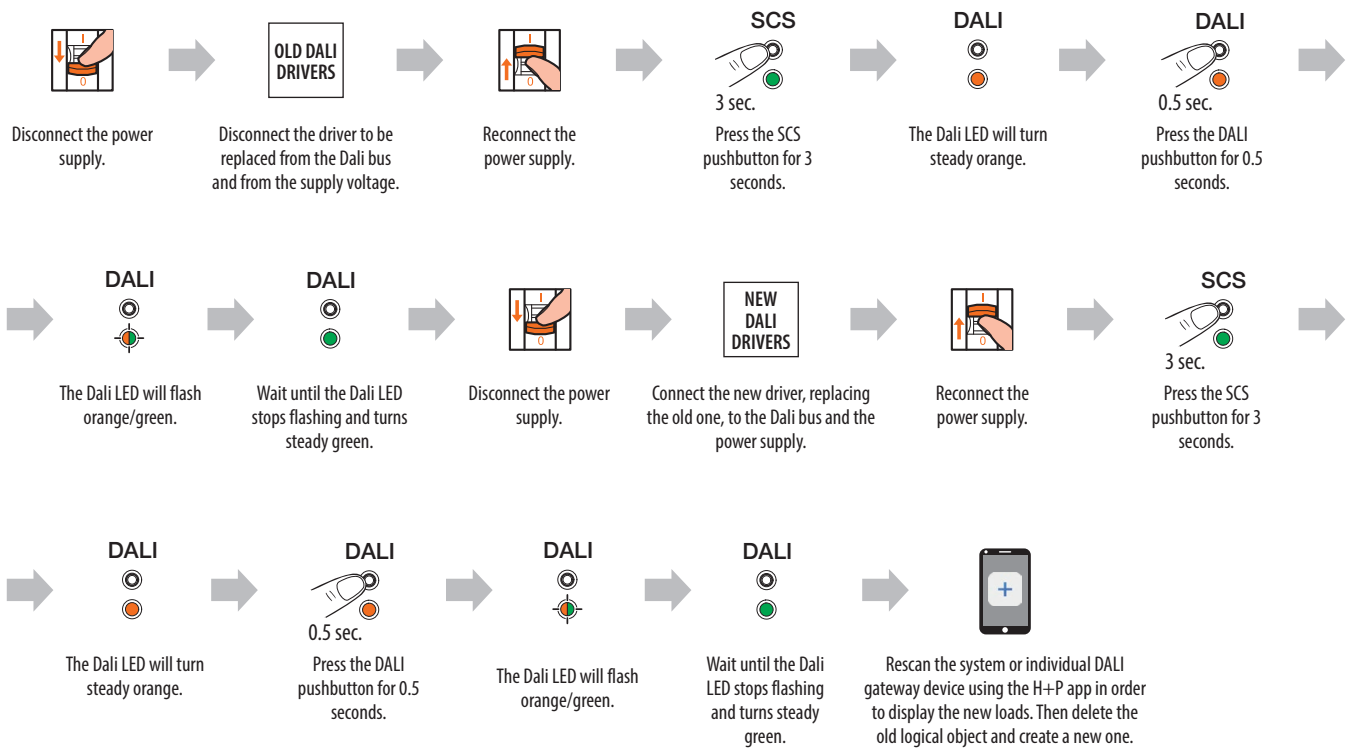 SCS
DALI
DALI
I
0
OLD DALI
DRIVERS
I
0
3 sec.
0.5 sec.
Disconnect the power
supply.
Disconnect the driver to be
replaced from the Dali bus
and from the supply voltage.
Reconnect the
power supply.
Press the SCS
pushbutton for 3
seconds.
The Dali LED will turn
steady orange.
Press the DALI
pushbutton for 0.5
seconds.
DALI
DALI
SCS
I
0
NEW
DALI
DRIVERS
I
0
3 sec.
The Dali LED will flash
orange/green.
Wait until the Dali LED
stops flashing and turns
steady green.
Disconnect the power
supply.
Connect the new driver, replacing
the old one, to the Dali bus and the
power supply.
Reconnect the
power supply.
Press the SCS
pushbutton for 3
seconds.
DALI
DALI
DALI
DALI
0.5 sec.
+
The Dali LED will turn
steady orange.
Press the DALI
pushbutton for 0.5
seconds.
The Dali LED will flash
orange/green.
Wait until the Dali
LED stops flashing
and turns steady
green.
Rescan the system or individual DALI
gateway device using the H+P app in order
to display the new loads. Then delete the
old logical object and create a new one.